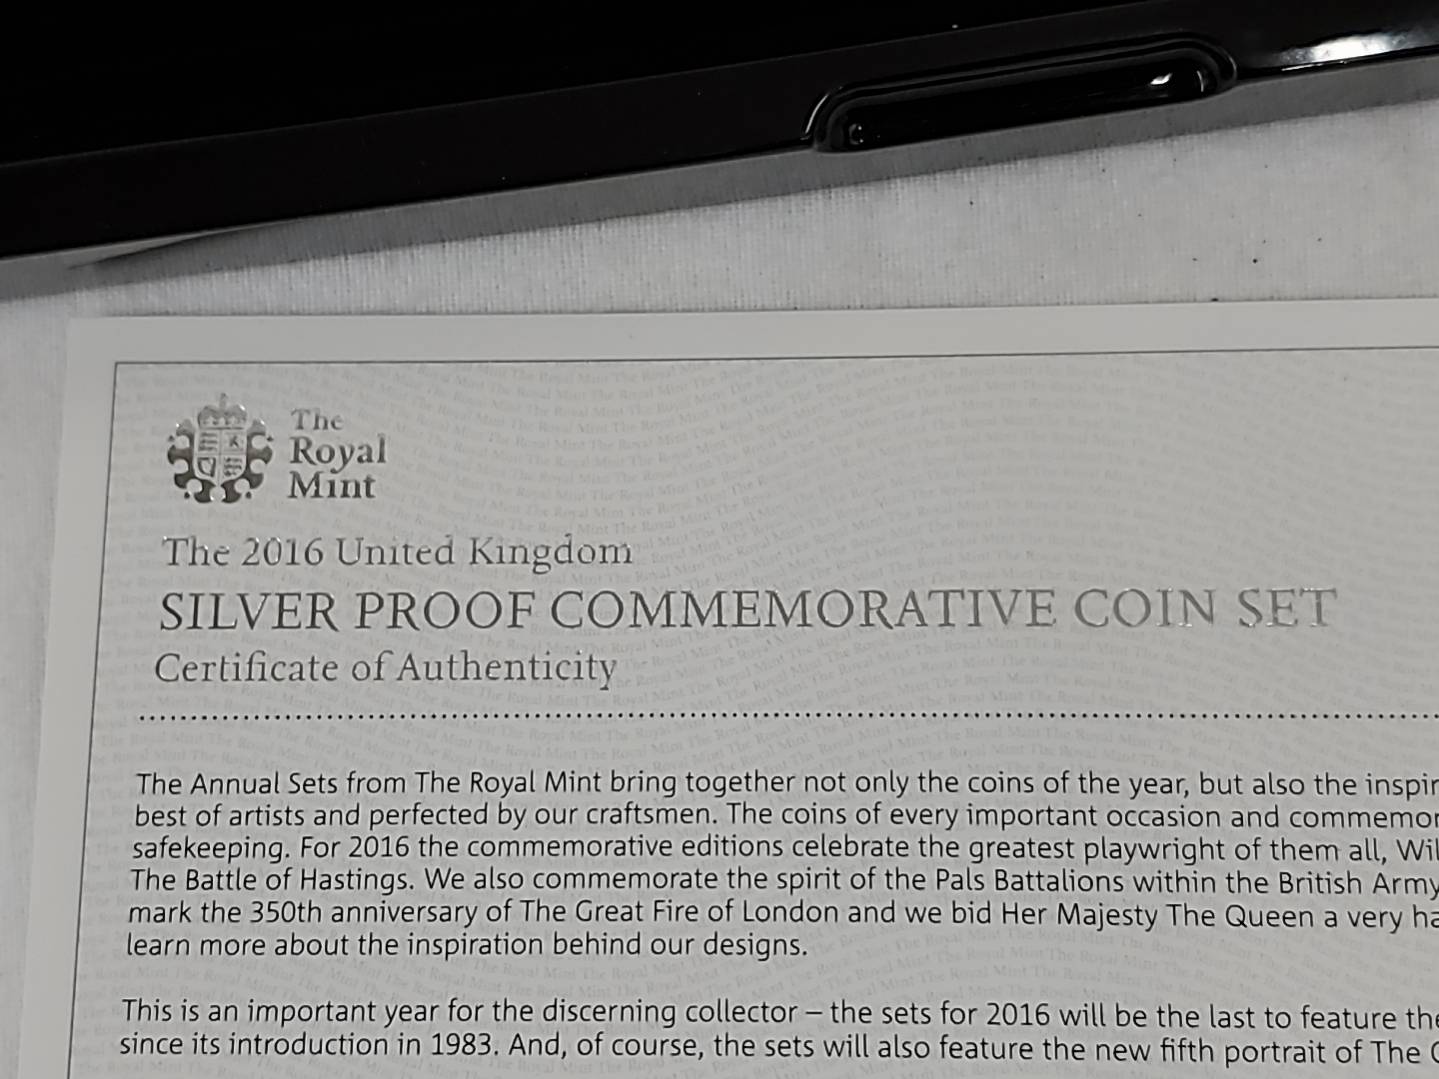 The
Royal
Mint
The 2016 United Kingdom
SILVER PROOF COMMEMORATIVE COIN SET
Certificate of Authenticity
The Annual Sets from The Royal Mint bring together not only the coins of the year, but also the
best of artists and perfected by our craftsmen. The coins of every important occasion and
safekeeping. For 2016 the commemorative editions celebrate the greatest playwright of them all,
The Battle of Hastings. We also commemorate the spirit of the Pals Battalions within the British Army
mark the 350th anniversary of The Great Fire of London and we bid Her Majesty The Queen a very
learn more about the inspiration behind our designs.
This is an important year for the discerning collector – the sets for 2016 will be the last to feature
since its introduction in 1983. And, of course, the sets will also feature the new fifth portrait of The